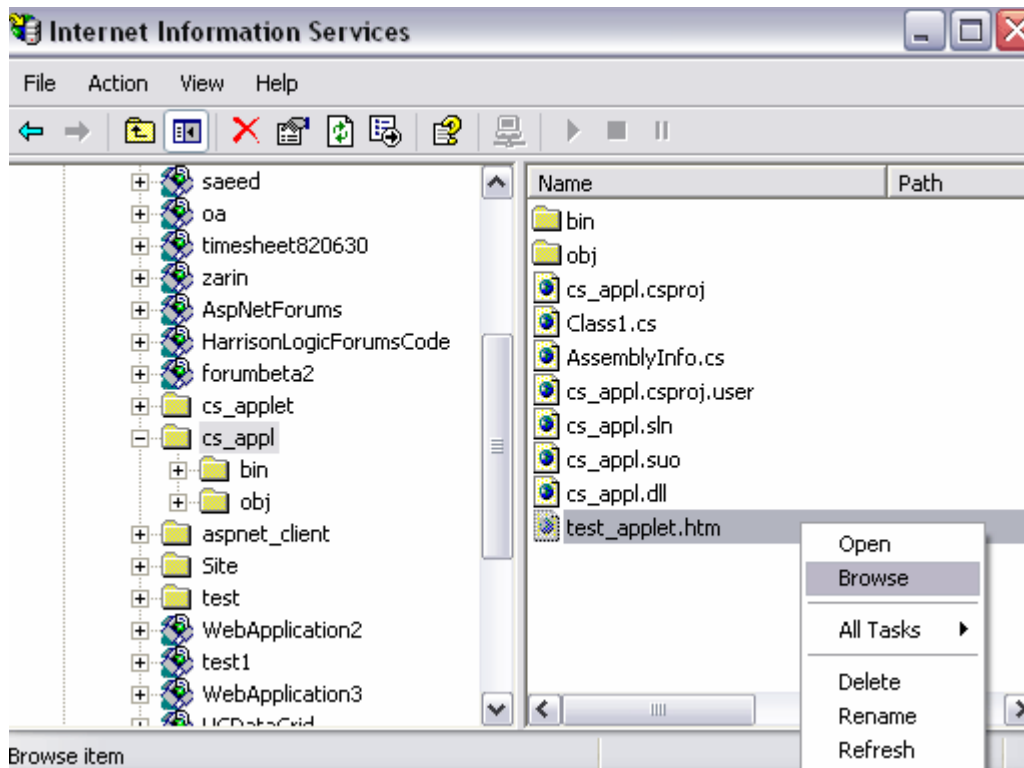 Internet Information Services
File Action View Help
saeed
oa
timesheet820630
zarin
AspNetForums
HarrisonLogicForumsCode
forumbeta2
cs_applet
cs_appl
bin
obj
aspnet_client
Site
test
WebApplication2
test1
WebApplication3
Name Path
bin
obj
cs_appl.csproj
Class1.cs
AssemblyInfo.cs
cs_appl.csproj.user
cs_appl.sln
cs_appl.suo
cs_appl.dll
test_applet.htm
Open
Browse
All Tasks
Delete
Rename
Refresh
Browse item